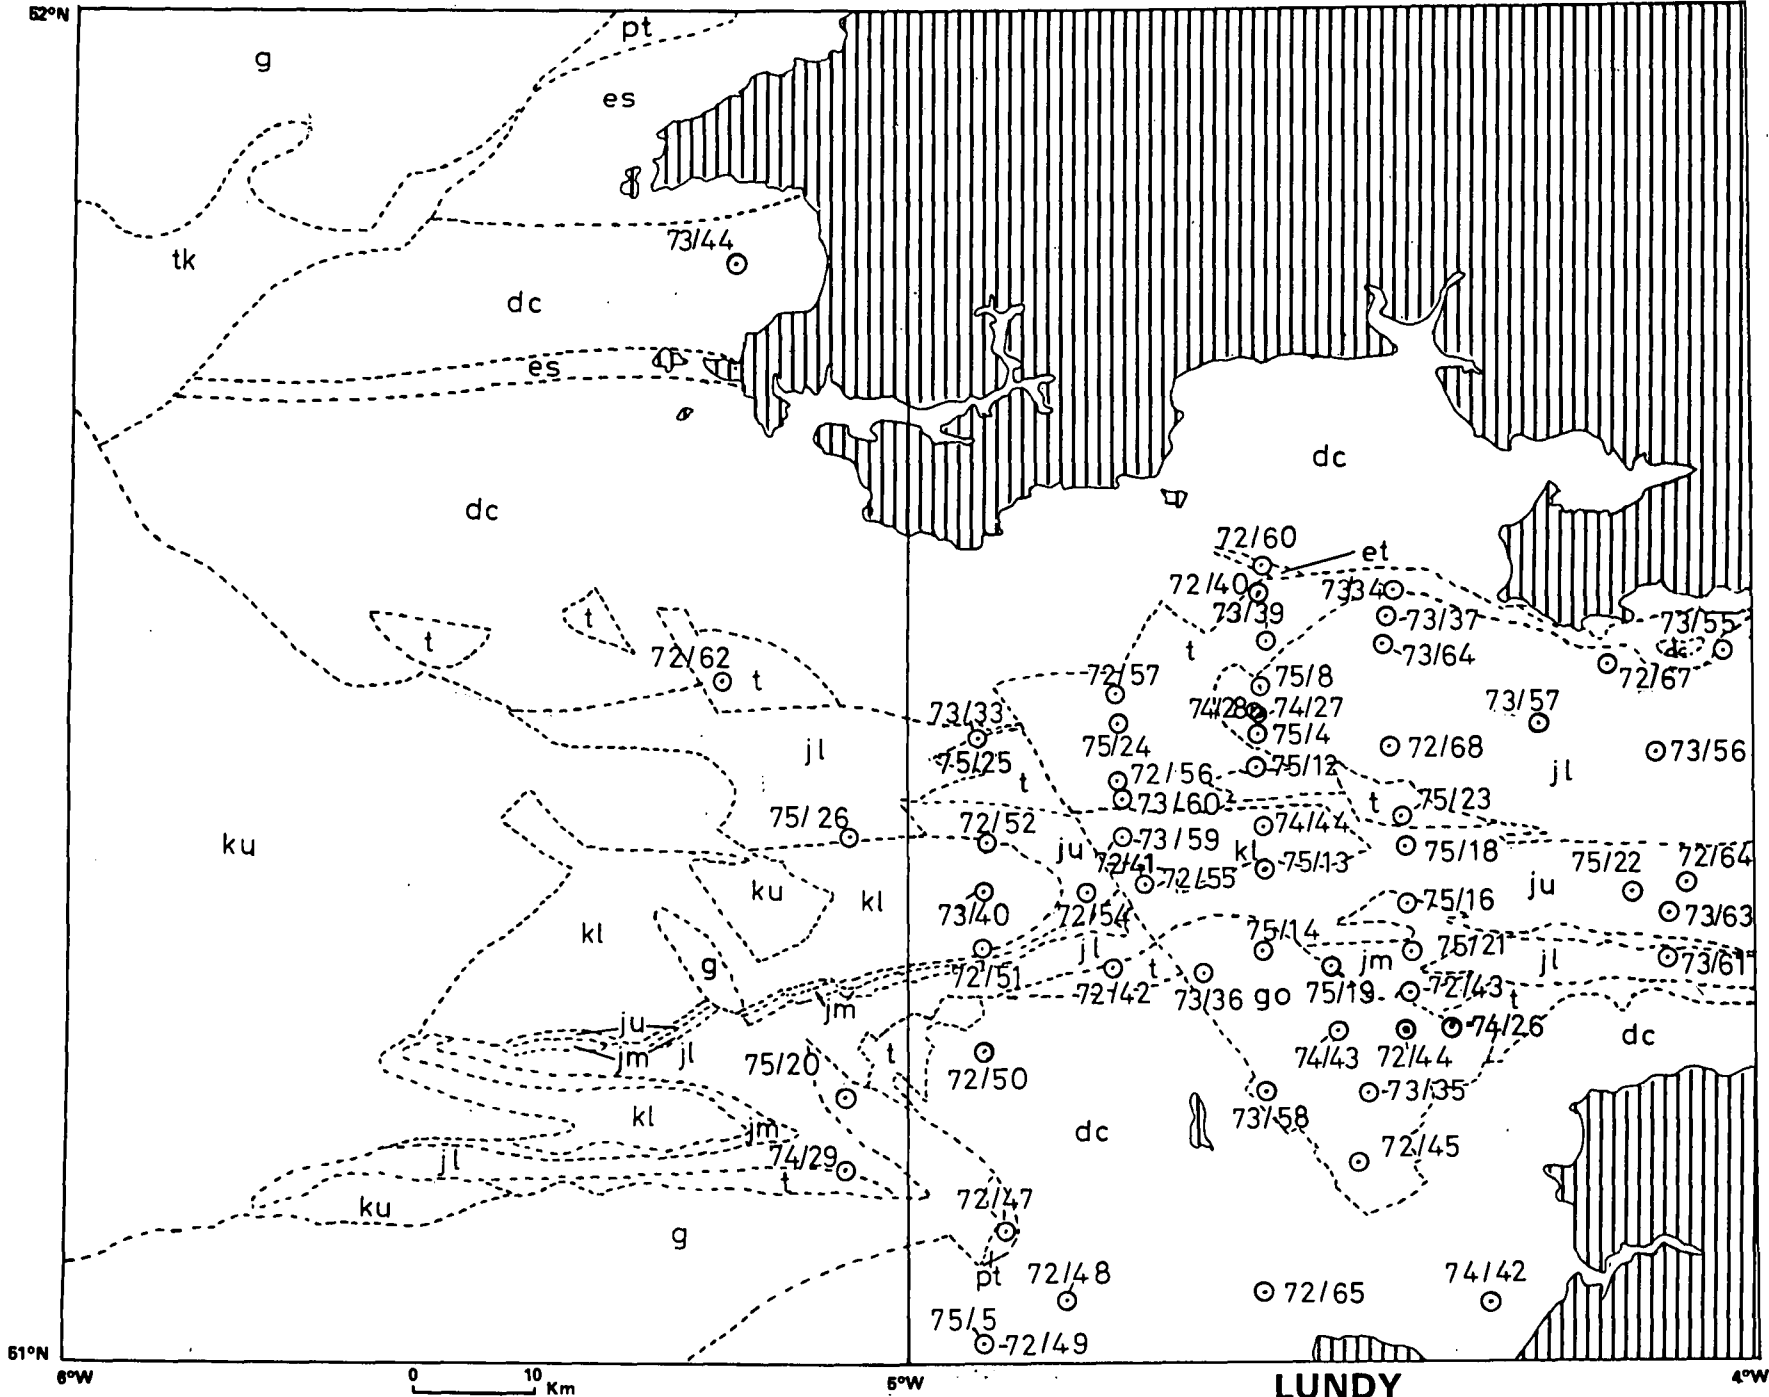 52°N
pt
g
es
73/44
tk
dc
es
dc
dc
72/60
et
72/40
7334
73/39
73/37
73/55
t
t
t
73/64
dc
72/62
t
72/57
75/8
72/67
73/33
74/28
74/27
73/57
75/4
75/24
72/68
73/56
75/25
jl
72/56
75/12
jl
t
73/60
t
75/23
75/26
72/52
74/44
ku
ju
73/59
kl
75/18
72/41
75/13
75/22
72/64
72/55
ku
kl
ju
73/40
72/54
75/16
73/63
kl
75/14
g
jl
75/21
72/51
t
jm
jl
73/61
72/42
73/36
go
75/19
72/43
t
jm
ju
74/26
dc
jm
jl
t
74/43
72/44
75/20
72/50
73/35
kl
jm
73/58
dc
72/45
jl
74/29
t
ku
72/47
g
pt
72/48
72/65
74/42
75/5
72/49
51°N
6°W
0 10 Km
5°W
4°W
LUNDY